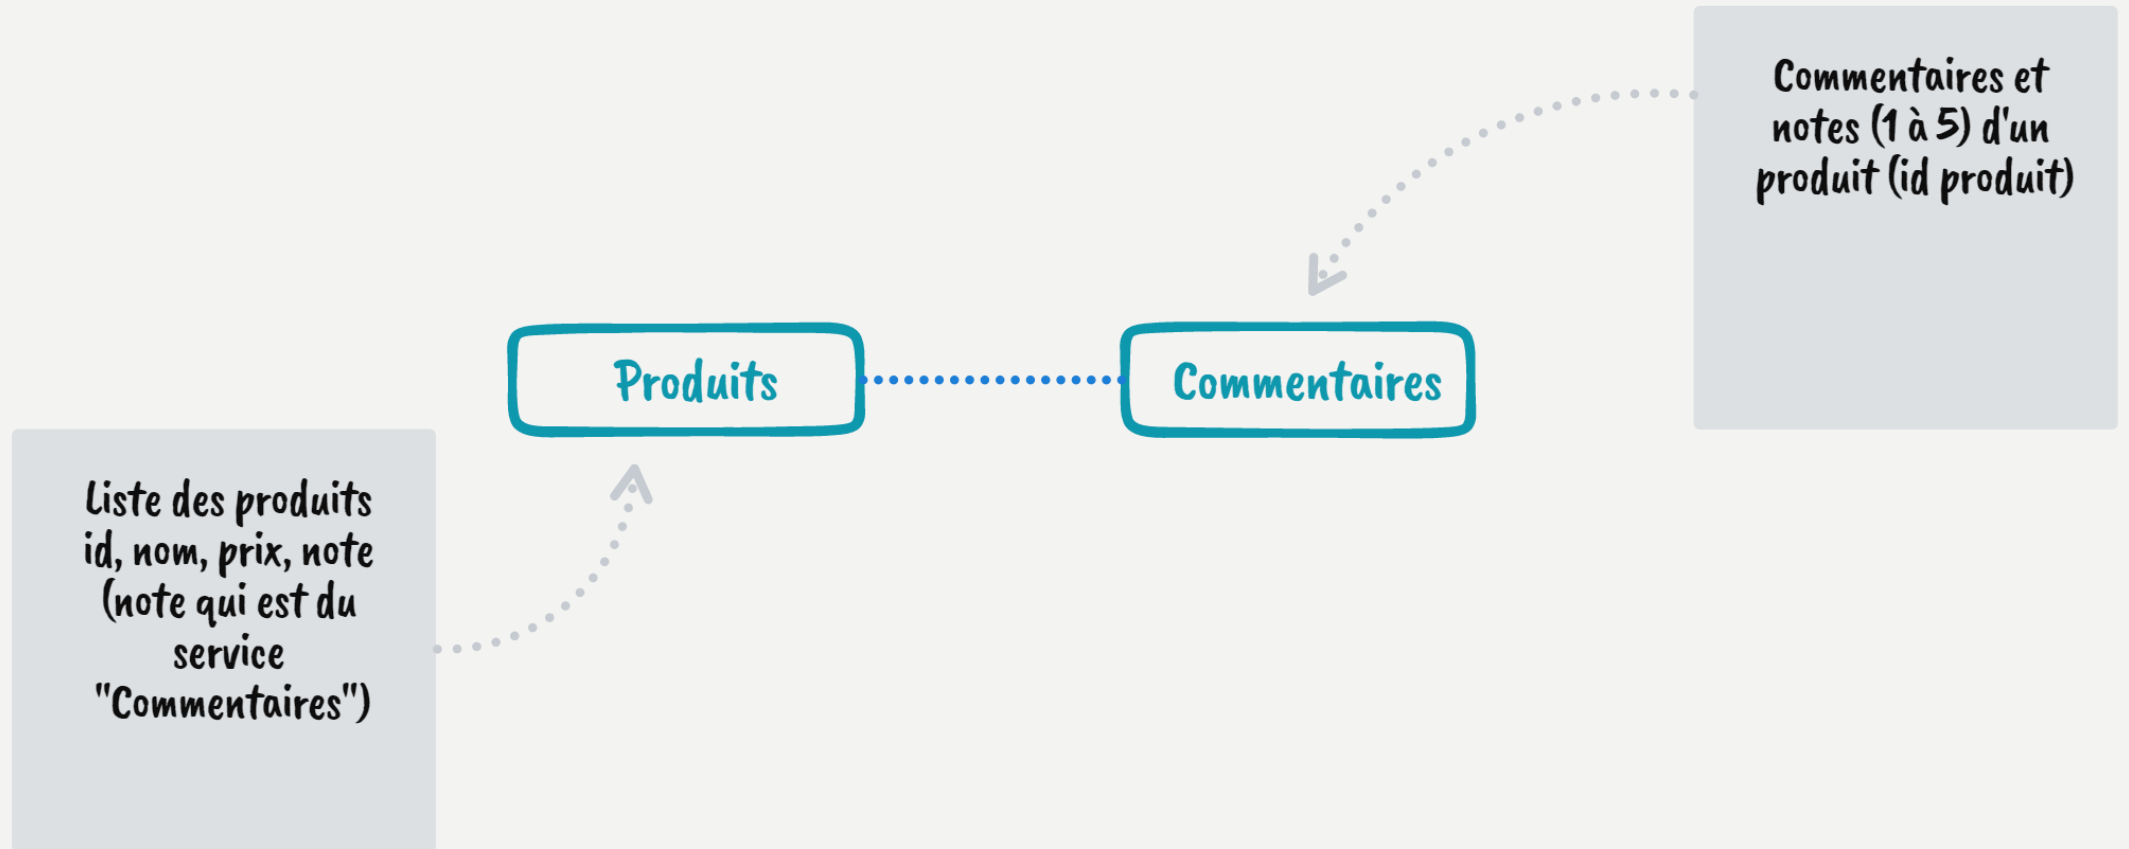 Commentaires et
notes (1 à 5) d'un
produit (id produit)
Produits
Commentaires
Liste des produits
id, nom, prix, note
(note qui est du
service
"Commentaires")